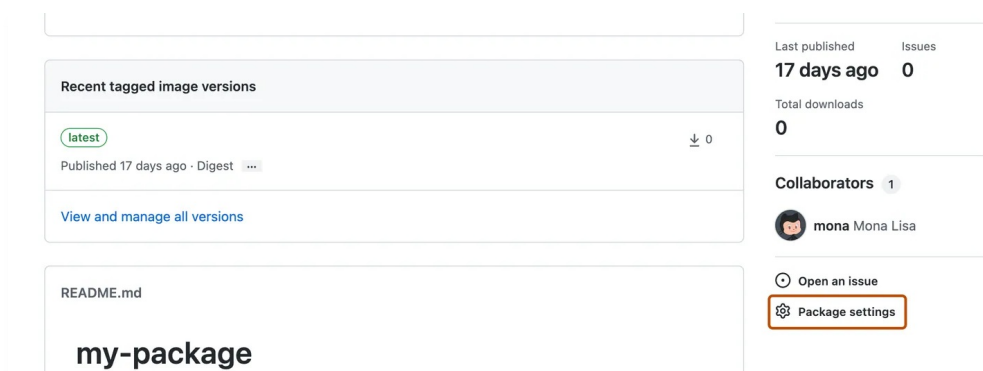 Recent tagged image versions
latest
0
Published 17 days ago · Digest ...
View and manage all versions
README.md
my-package
Last published Issues
17 days ago 0
Total downloads
0
Collaborators 1
mona Mona Lisa
Open an issue
Package settings